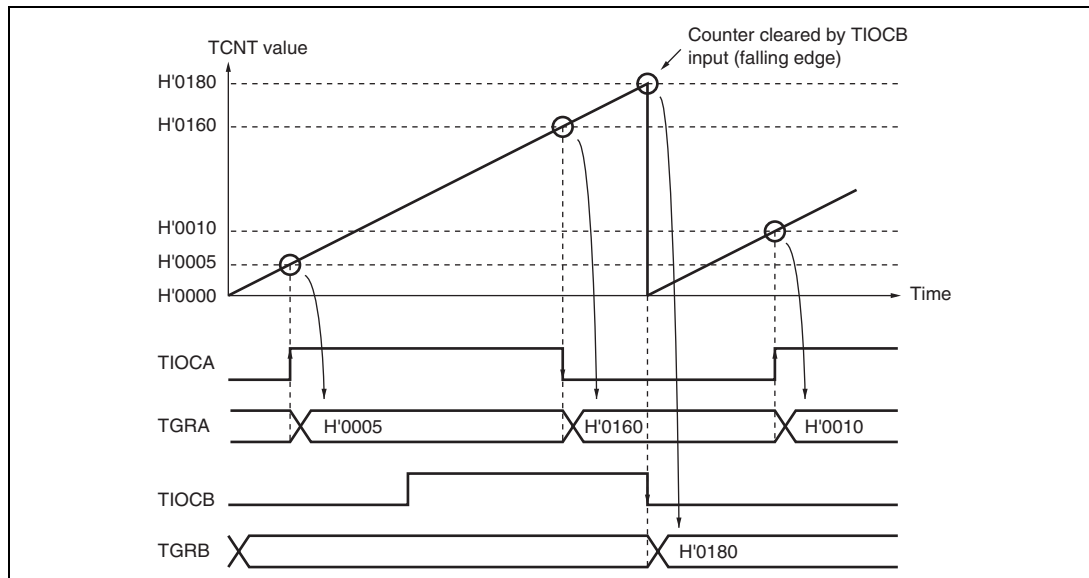 Counter cleared by TIOCB
input (falling edge)
TCNT value
H'0180
H'0160
H'0010
H'0005
H'0000
Time
TIOCA
TGRA
H'0005
H'0160
H'0010
TIOCB
TGRB
H'0180